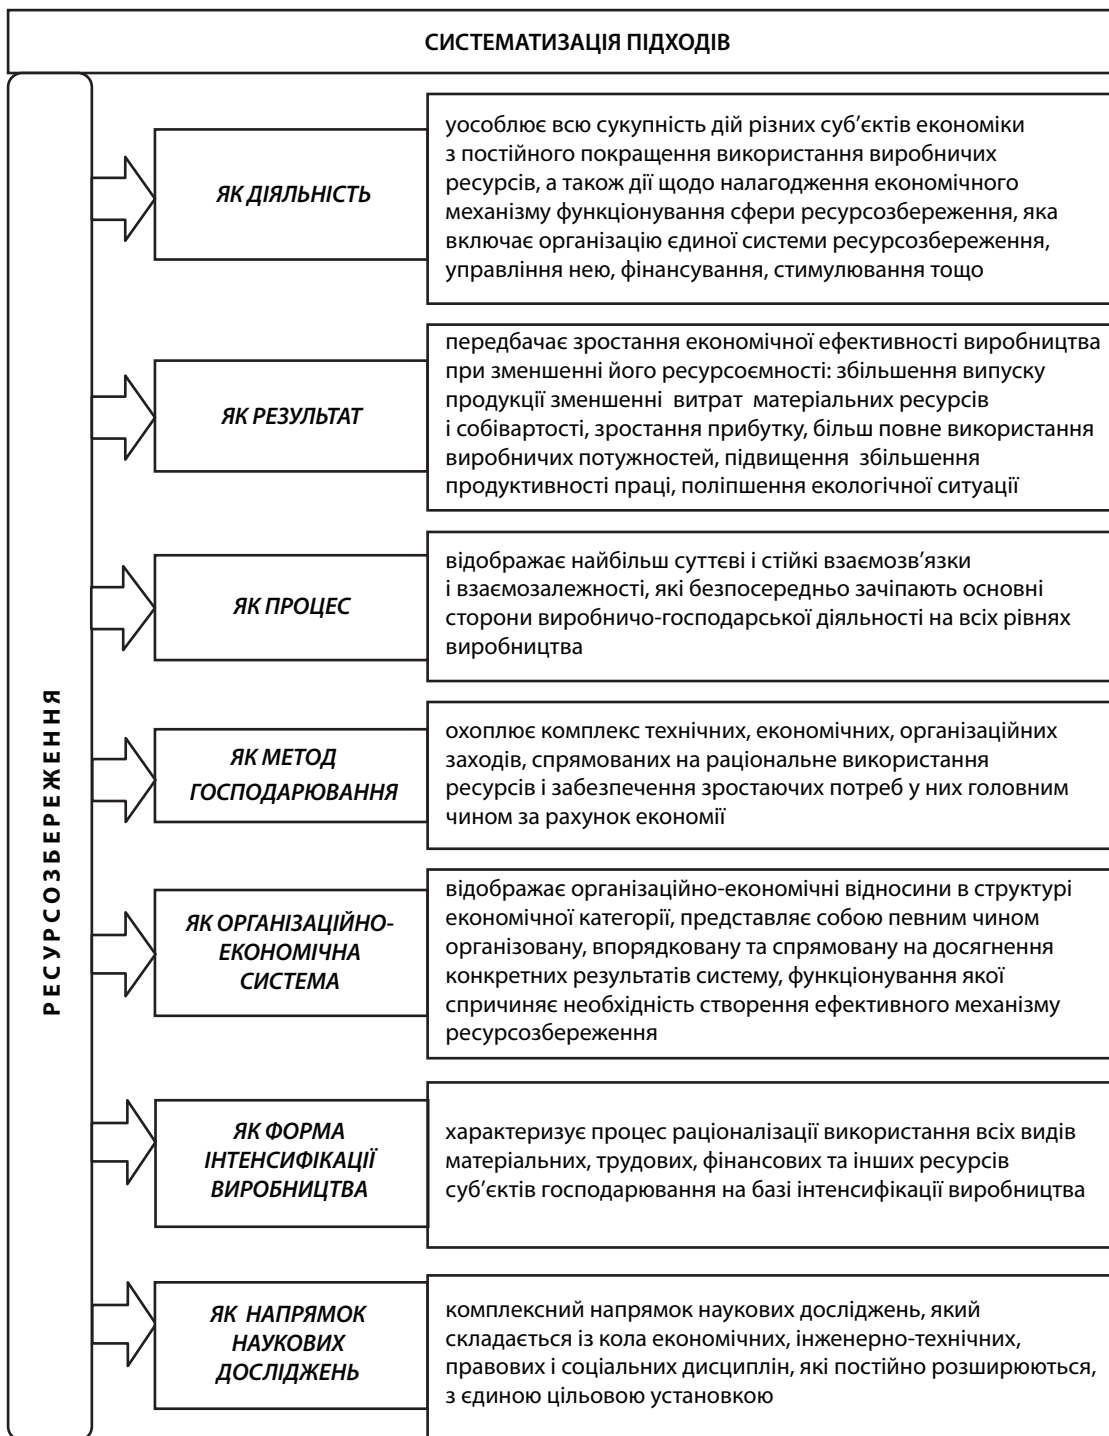 СИСТЕМАТИЗАЦІЯ ПІДХОДІВ
РЕСУРСОЗБЕРЕЖЕННЯ
ЯК ДІЯЛЬНІСТЬ
уособлює всю сукупність дій різних суб’єктів економіки
з постійного покращення використання виробничих
ресурсів, а також дії щодо налагодження економічного
механізму функціонування сфери ресурсозбереження, яка
включає організацію єдиної системи ресурсозбереження,
управління нею, фінансування, стимулювання тощо
ЯК РЕЗУЛЬТАТ
передбачає зростання економічної ефективності виробництва
при зменшенні його ресурсоємності: збільшення випуску
продукції зменшенні витрат матеріальних ресурсів
і собівартості, зростання прибутку, більш повне використання
виробничих потужностей, підвищення збільшення
продуктивності праці, поліпшення екологічної ситуації
ЯК ПРОЦЕС
відображає найбільш суттєві і стійкі взаємозв’язки
і взаємозалежності, які безпосередньо зачіпають основні
сторони виробничо-господарської діяльності на всіх рівнях
виробництва
ЯК МЕТОД
ГОСПОДАРЮВАННЯ
охоплює комплекс технічних, економічних, організаційних
заходів, спрямованих на раціональне використання
ресурсів і забезпечення зростаючих потреб у них головним
чином за рахунок економії
ЯК ОРГАНІЗАЦІЙНО-
ЕКОНОМІЧНА
СИСТЕМА
відображає організаційно-економічні відносини в структурі
економічної категорії, представляє собою певним чином
організовану, впорядковану та спрямовану на досягнення
конкретних результатів систему, функціонування якої
спричиняє необхідність створення ефективного механізму
ресурсозбереження
ЯК ФОРМА
ІНТЕНСИФІКАЦІЇ
ВИРОБНИЦТВА
характеризує процес раціоналізації використання всіх видів
матеріальних, трудових, фінансових та інших ресурсів
суб’єктів господарювання на базі інтенсифікації виробництва
ЯК НАПРЯМОК
НАУКОВИХ
ДОСЛІДЖЕНЬ
комплексний напрямок наукових досліджень, який
складається із кола економічних, інженерно-технічних,
правових і соціальних дисциплін, які постійно розширюються,
з єдиною цільовою установкою